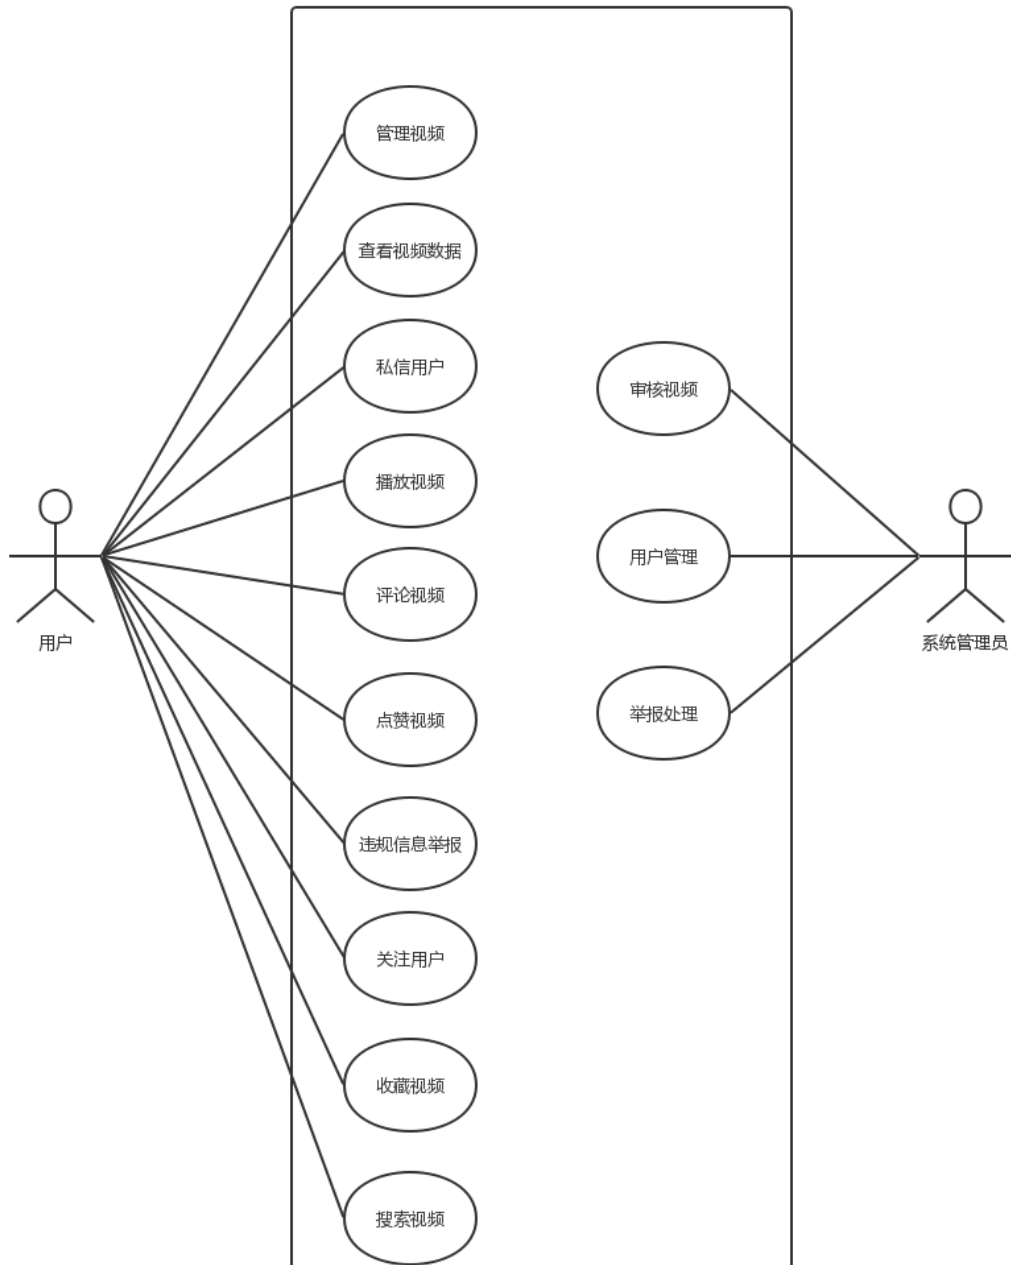 管理视频
查看视频数据
私信用户
播放视频
评论视频
点赞视频
违规信息举报
关注用户
收藏视频
搜索视频
审核视频
用户管理
举报处理
用户
系统管理员